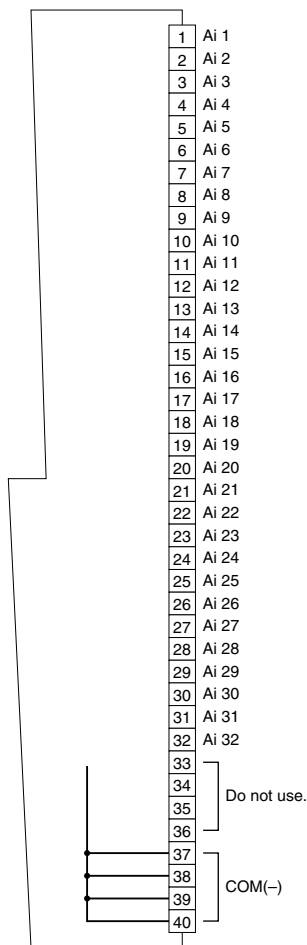 1 Ai 1
2 Ai 2
3 Ai 3
4 Ai 4
5 Ai 5
6 Ai 6
7 Ai 7
8 Ai 8
9 Ai 9
10 Ai 10
11 Ai 11
12 Ai 12
13 Ai 13
14 Ai 14
15 Ai 15
16 Ai 16
17 Ai 17
18 Ai 18
19 Ai 19
20 Ai 20
21 Ai 21
22 Ai 22
23 Ai 23
24 Ai 24
25 Ai 25
26 Ai 26
27 Ai 27
28 Ai 28
29 Ai 29
30 Ai 30
31 Ai 31
32 Ai 32
33
34
Do not use.
35
36
37
38
COM(–)
39
40